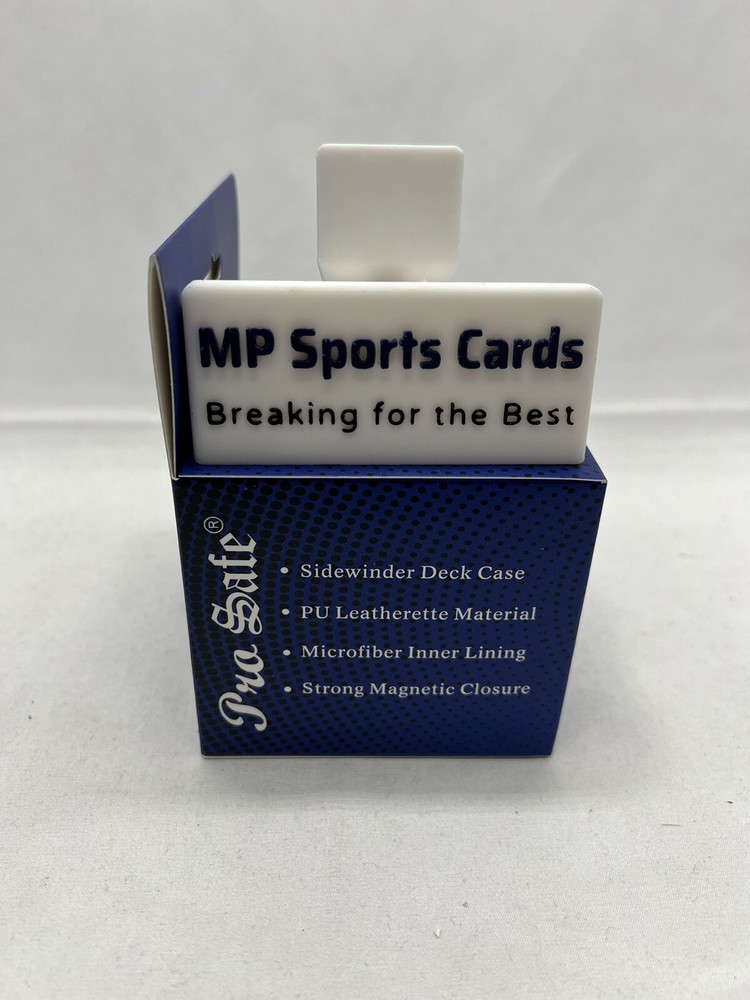 MP Sports Cards
Breaking for the Best
Pro Safe®
• Sidewinder Deck Case
• PU Leatherette Material
• Microfiber Inner Lining
• Strong Magnetic Closure